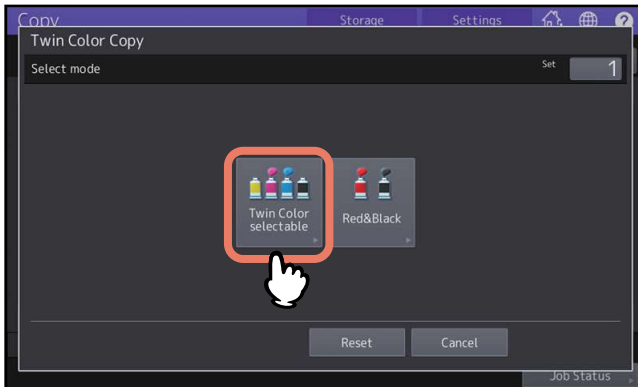 Copy
Storage
Settings
?
Twin Color Copy
Select mode
Set
1
Twin Color
selectable
Red&Black
Reset
Cancel
Job Status